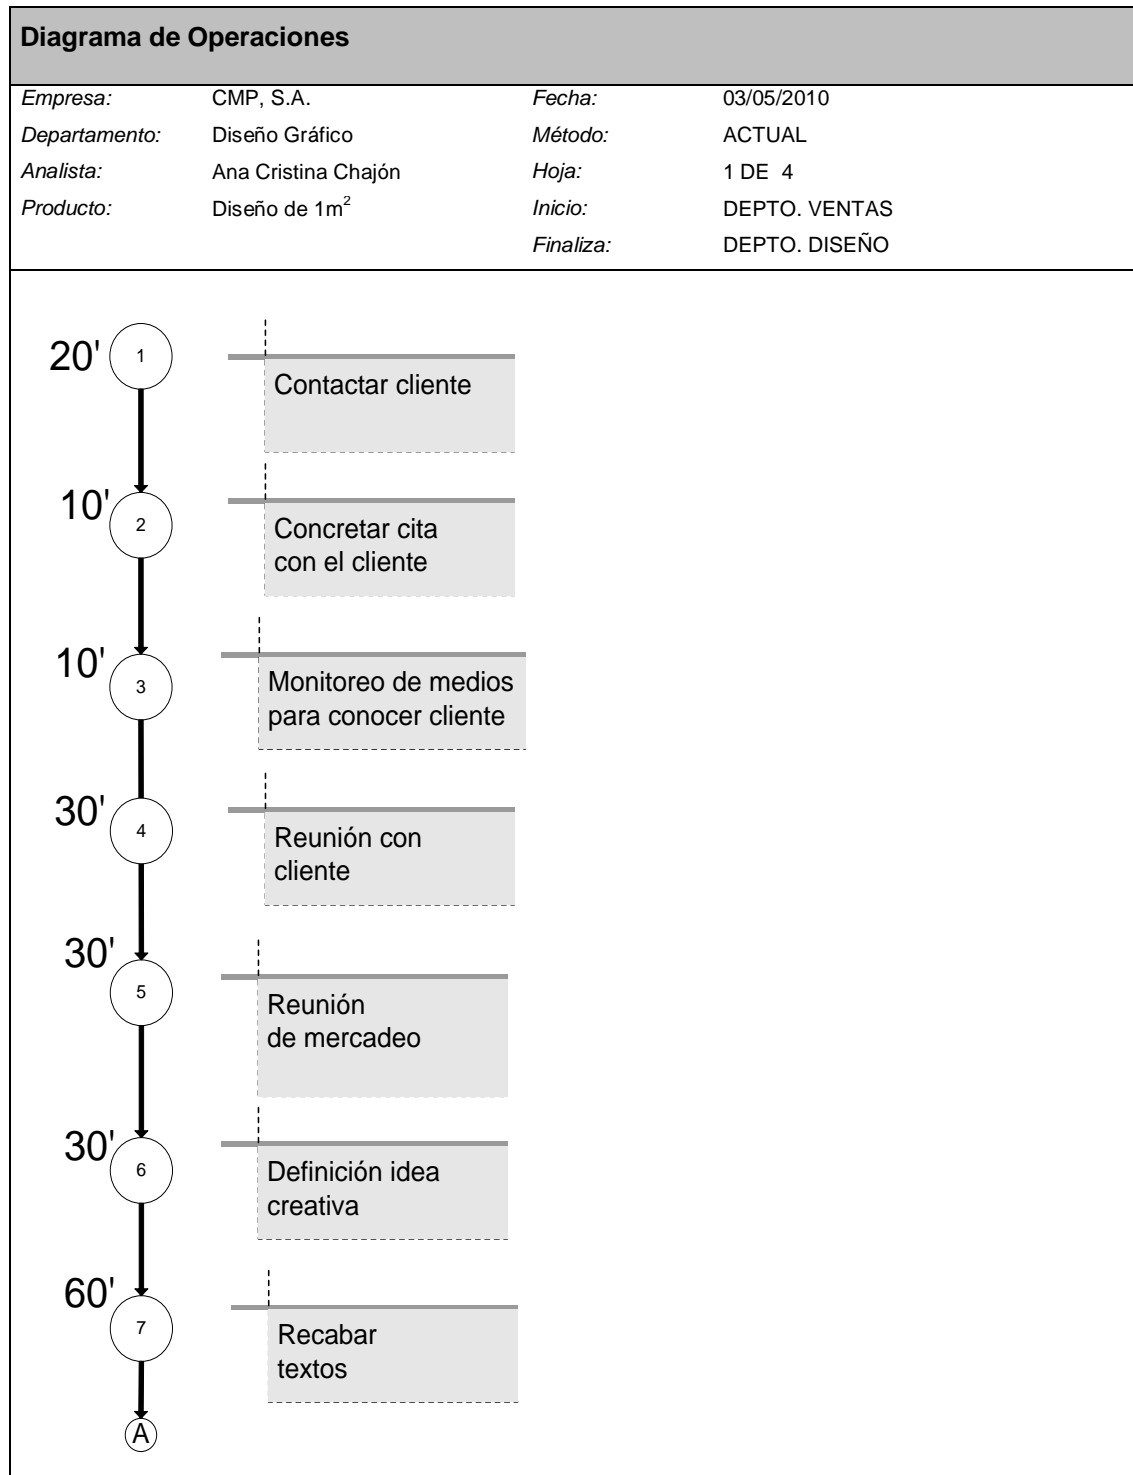 Diagrama de Operaciones
Empresa: CMP, S.A. Fecha: 03/05/2010
Departamento: Diseño Gráfico Método: ACTUAL
Analista: Ana Cristina Chajón Hoja: 1 DE 4
Producto: Diseño de 1m² Inicio: DEPTO. VENTAS
Finaliza: DEPTO. DISEÑO
20' 1
Contactar cliente
10' 2
Concretar cita
con el cliente
10' 3
Monitoreo de medios
para conocer cliente
30' 4
Reunión con
cliente
30' 5
Reunión
de mercadeo
30' 6
Definición idea
creativa
60' 7
Recabar
textos
A